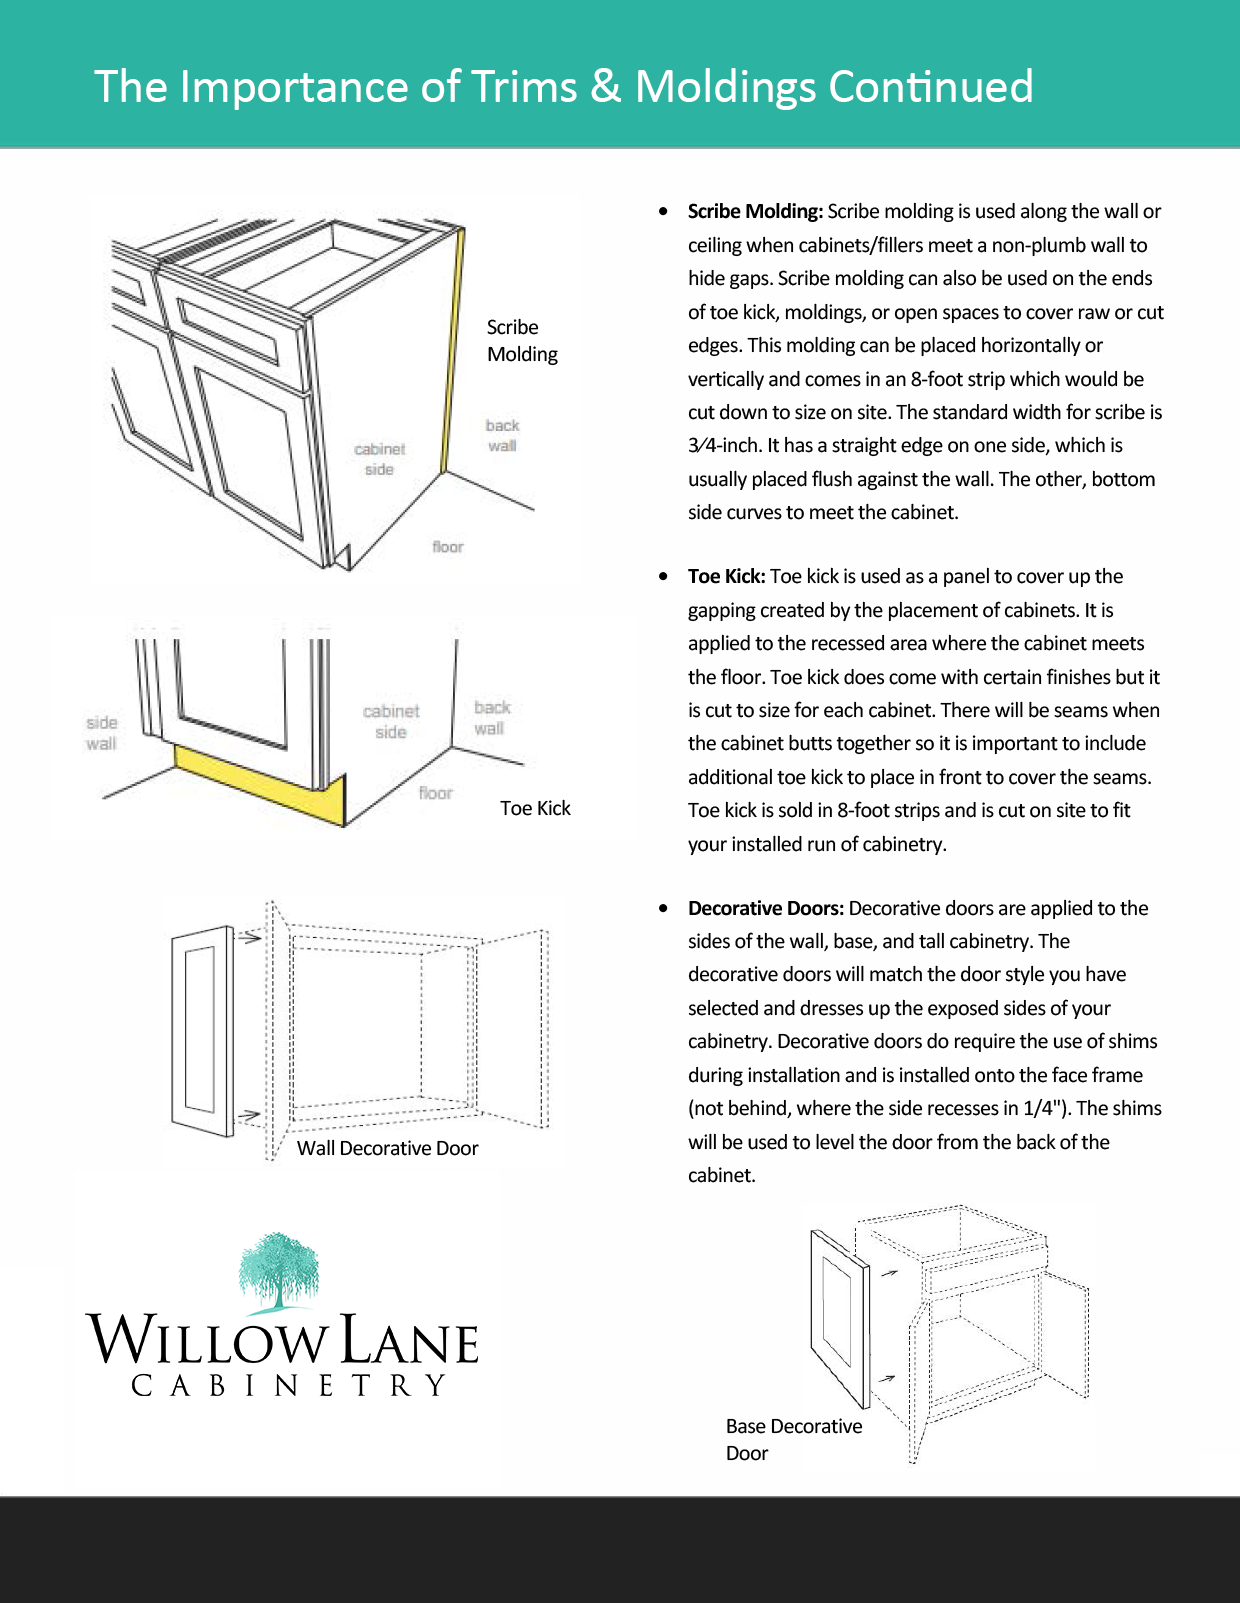 The Importance of Trims & Moldings Continued
Scribe
Molding
back
wall
cabinet
side
floor
side
wall
cabinet
side
back
wall
floor
Toe Kick
Wall Decorative Door
WILLOW LANE
CABINETRY
• Scribe Molding: Scribe molding is used along the wall or
ceiling when cabinets/fillers meet a non-plumb wall to
hide gaps. Scribe molding can also be used on the ends
of toe kick, moldings, or open spaces to cover raw or cut
edges. This molding can be placed horizontally or
vertically and comes in an 8-foot strip which would be
cut down to size on site. The standard width for scribe is
3⁄4-inch. It has a straight edge on one side, which is
usually placed flush against the wall. The other, bottom
side curves to meet the cabinet.
• Toe Kick: Toe kick is used as a panel to cover up the
gapping created by the placement of cabinets. It is
applied to the recessed area where the cabinet meets
the floor. Toe kick does come with certain finishes but it
is cut to size for each cabinet. There will be seams when
the cabinet butts together so it is important to include
additional toe kick to place in front to cover the seams.
Toe kick is sold in 8-foot strips and is cut on site to fit
your installed run of cabinetry.
• Decorative Doors: Decorative doors are applied to the
sides of the wall, base, and tall cabinetry. The
decorative doors will match the door style you have
selected and dresses up the exposed sides of your
cabinetry. Decorative doors do require the use of shims
during installation and is installed onto the face frame
(not behind, where the side recesses in 1/4"). The shims
will be used to level the door from the back of the
cabinet.
Base Decorative
Door